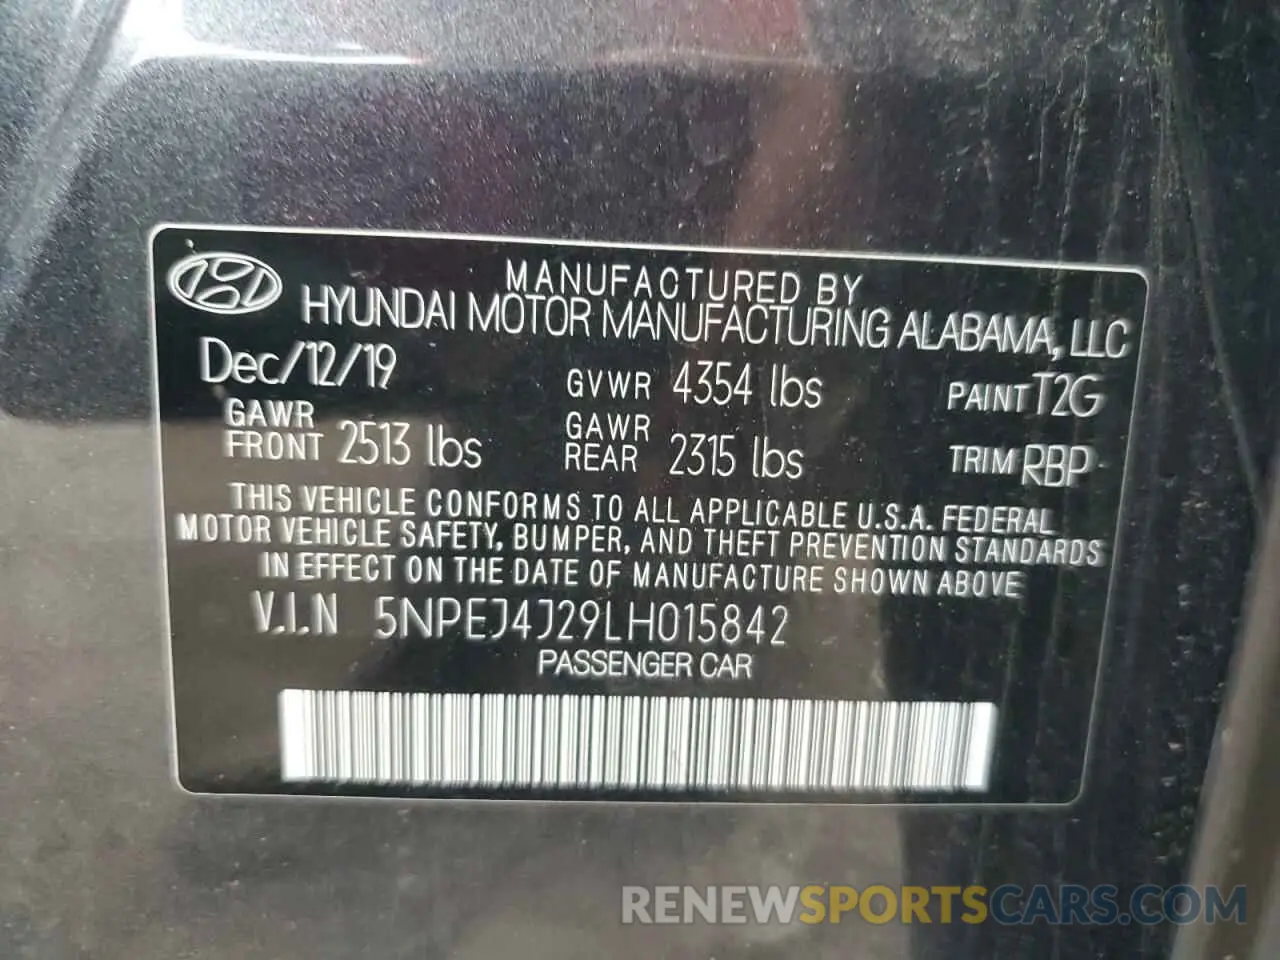 MANUFACTURED BY
HYUNDAI MOTOR MANUFACTURING ALABAMA, LLC
Dec/12/19 GVWR 4354 lbs PAINT T2G
GAWR FRONT 2513 lbs GAWR REAR 2315 lbs TRIM RBP
THIS VEHICLE CONFORMS TO ALL APPLICABLE U.S.A. FEDERAL
MOTOR VEHICLE SAFETY, BUMPER, AND THEFT PREVENTION STANDARDS
IN EFFECT ON THE DATE OF MANUFACTURE SHOWN ABOVE
V.I.N 5NPEJ4J29LH015842
PASSENGER CAR
RENEWSPORTSCARS.COM